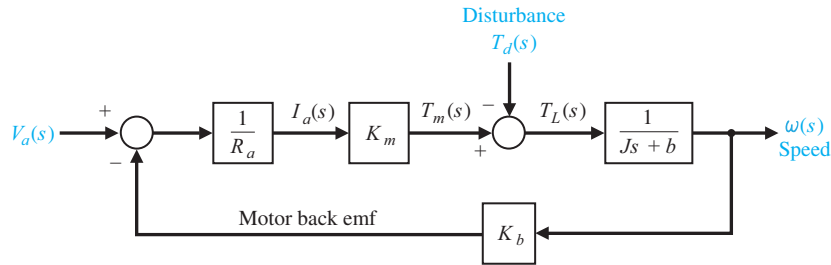 Disturbance
T_d(s)
V_a(s)
+
−
1
R_a
I_a(s)
K_m
T_m(s)
−
+
T_L(s)
1
Js + b
ω(s)
Speed
Motor back emf
K_b